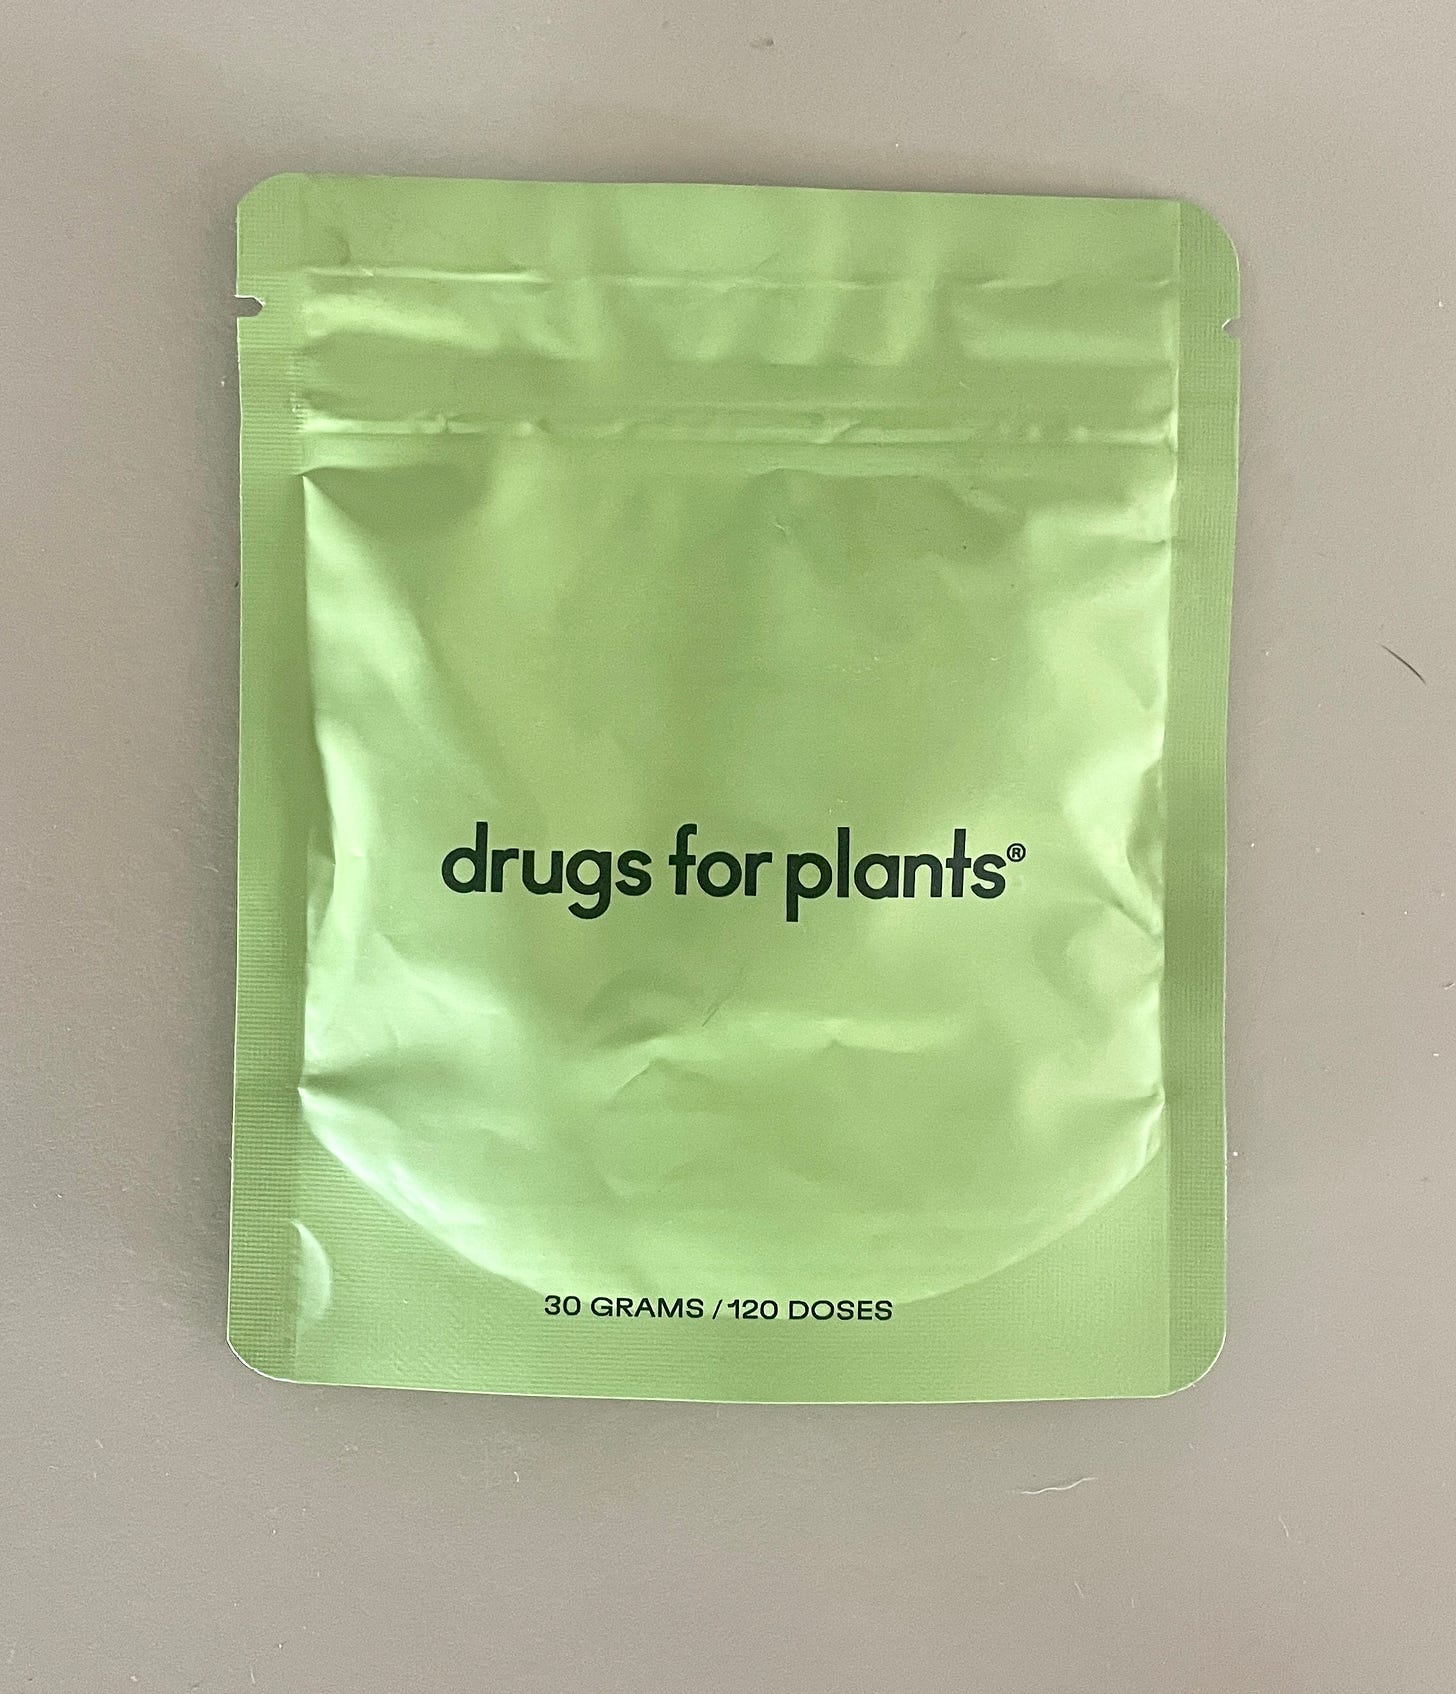 drugs for plants®
30 GRAMS / 120 DOSES